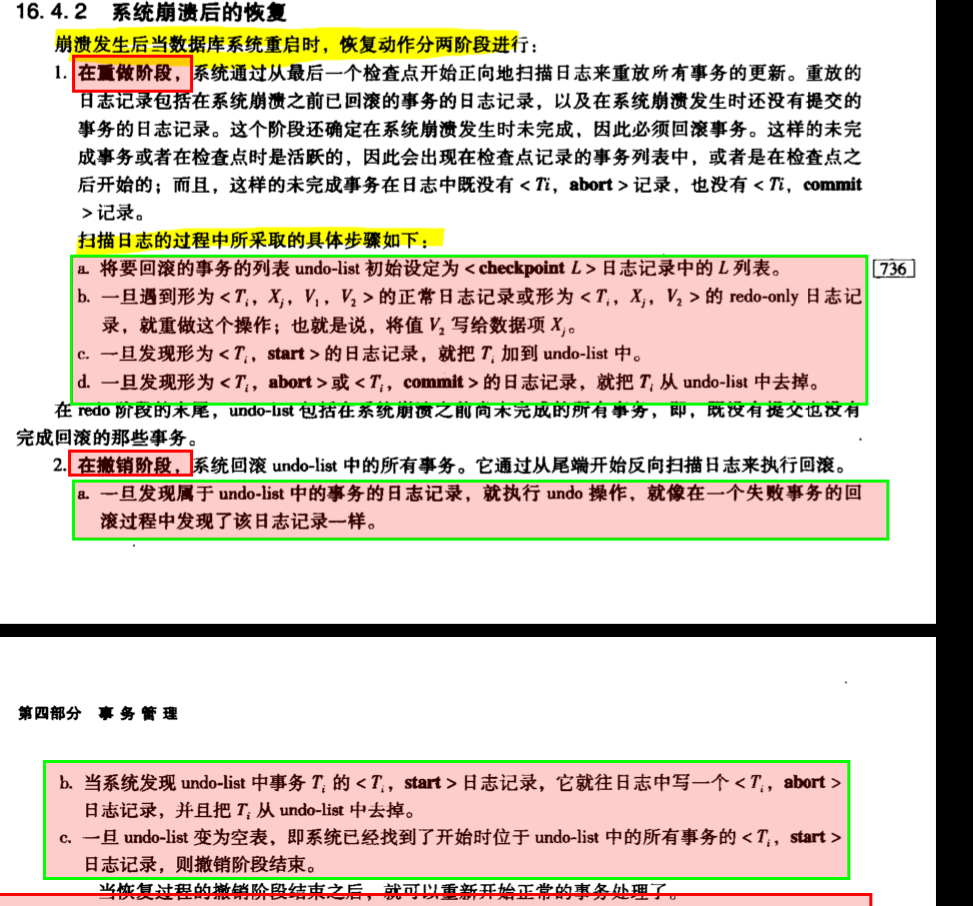 16.4.2 系统崩溃后的恢复
崩溃发生后当数据库系统重启时，恢复动作分两阶段进行：
1. 在重做阶段，系统通过从最后一个检查点开始正向地扫描日志来重放所有事务的更新。重放的
日志记录包括在系统崩溃之前已回滚的事务的日志记录，以及在系统崩溃发生时还没有提交的
事务的日志记录。这个阶段还确定在系统崩溃发生时未完成，因此必须回滚事务。这样的未完
成事务或者在检查点时是活跃的，因此会出现在检查点记录的事务列表中，或者是在检查点之
后开始的；而且，这样的未完成事务在日志中既没有 < Ti，abort > 记录，也没有 < Ti，commit
> 记录。
扫描日志的过程中所采取的具体步骤如下：
a. 将要回滚的事务的列表 undo-list 初始设定为 < checkpoint L > 日志记录中的 L 列表。
736
b. 一旦遇到形为 < Ti，Xj，V1，V2 > 的正常日志记录或形为 < Ti，Xj，V2 > 的 redo-only 日志记
录，就重做这个操作；也就是说，将值 V2 写给数据项 Xj。
c. 一旦发现形为 < Ti，start > 的日志记录，就把 Ti 加到 undo-list 中。
d. 一旦发现形为 < Ti，abort > 或 < Ti，commit > 的日志记录，就把 Ti 从 undo-list 中去掉。
在 redo 阶段的末尾，undo-list 包括在系统崩溃之前尚未完成的所有事务，即，既没有提交也没有
完成回滚的那些事务。
2. 在撤销阶段，系统回滚 undo-list 中的所有事务。它通过从尾端开始反向扫描日志来执行回滚。
a. 一旦发现属于 undo-list 中的事务的日志记录，就执行 undo 操作，就像在一个失败事务的回
滚过程中发现了该日志记录一样。
第四部分 事务管理
b. 当系统发现 undo-list 中事务 Ti 的 < Ti，start > 日志记录，它就往日志中写一个 < Ti，abort >
日志记录，并且把 Ti 从 undo-list 中去掉。
c. 一旦 undo-list 变为空表，即系统已经找到了开始时位于 undo-list 中的所有事务的 < Ti，start >
日志记录，则撤销阶段结束。
当恢复过程的撤销阶段结束之后，就可以重新开始正常的事务处理了。